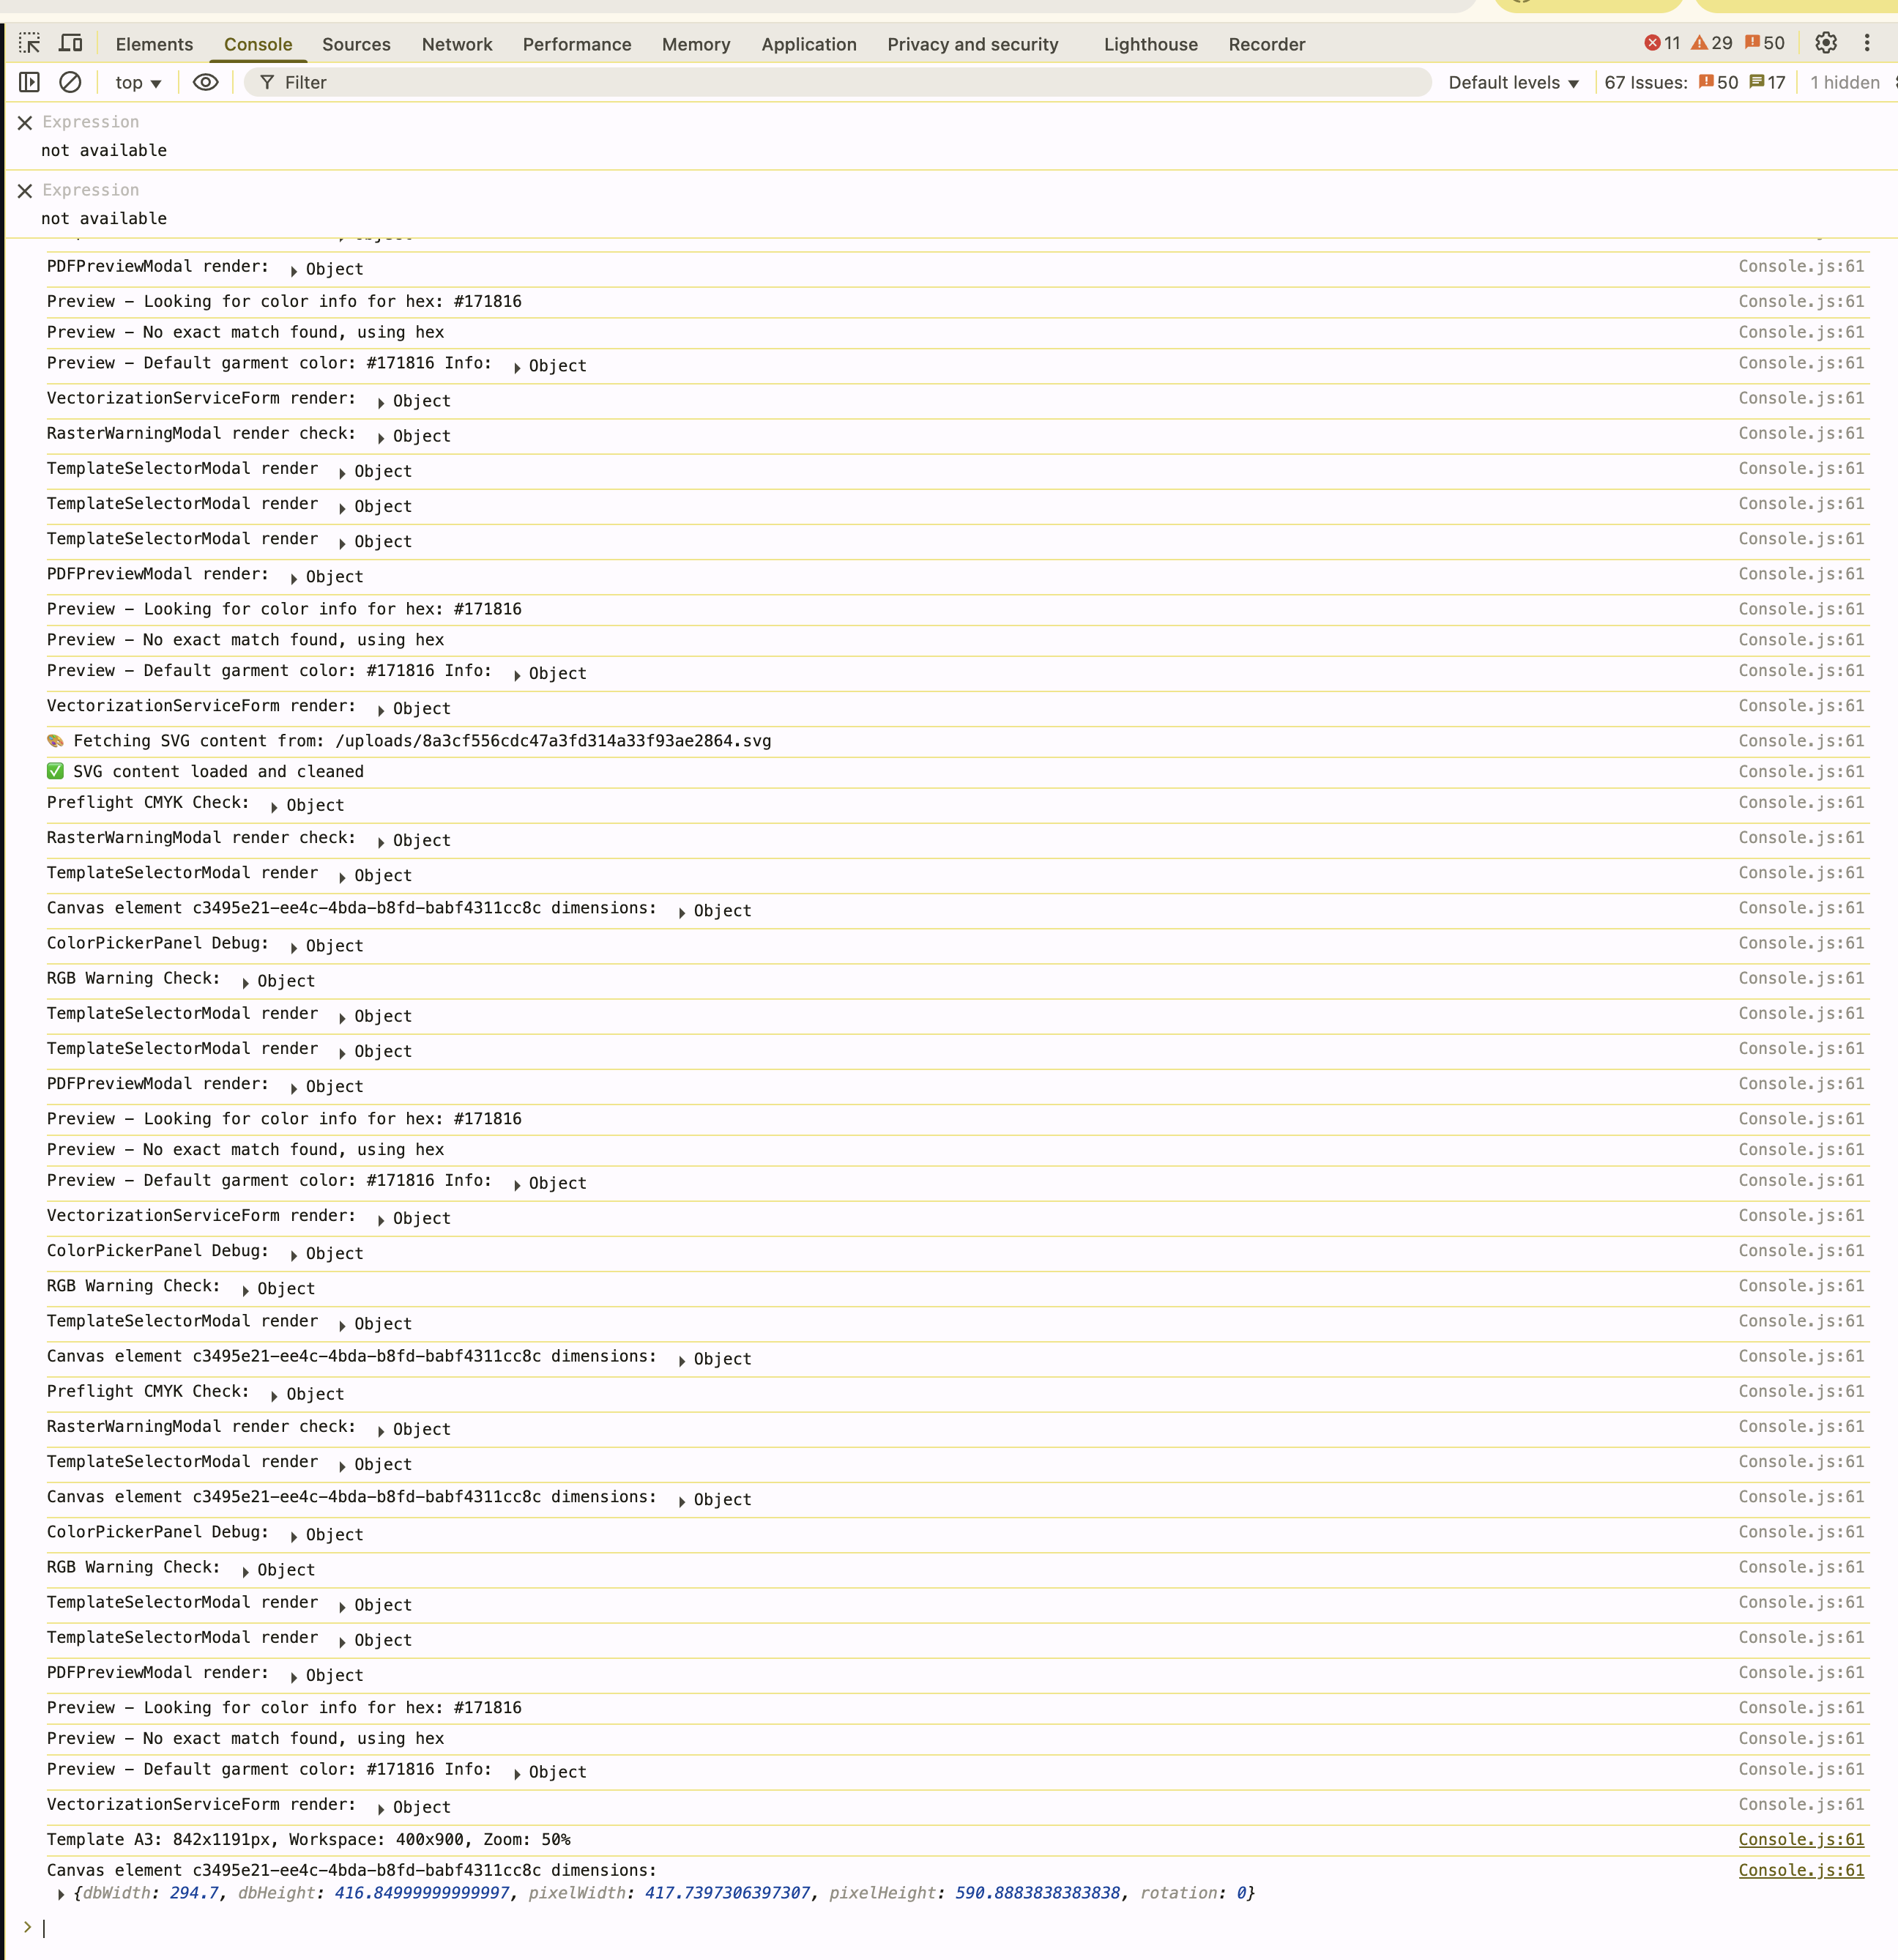 Elements Console Sources Network Performance Memory Application Privacy and security Lighthouse Recorder 11 29 50
top Filter Default levels 67 Issues: 50 17 1 hidden
Expression
not available
Expression
not available
PDFPreviewModal render: Object Console.js:61
Preview – Looking for color info for hex: #171816 Console.js:61
Preview – No exact match found, using hex Console.js:61
Preview – Default garment color: #171816 Info: Object Console.js:61
VectorizationServiceForm render: Object Console.js:61
RasterWarningModal render check: Object Console.js:61
TemplateSelectorModal render Object Console.js:61
TemplateSelectorModal render Object Console.js:61
TemplateSelectorModal render Object Console.js:61
PDFPreviewModal render: Object Console.js:61
Preview – Looking for color info for hex: #171816 Console.js:61
Preview – No exact match found, using hex Console.js:61
Preview – Default garment color: #171816 Info: Object Console.js:61
VectorizationServiceForm render: Object Console.js:61
🎨 Fetching SVG content from: /uploads/8a3cf556cdc47a3fd314a33f93ae2864.svg Console.js:61
✅ SVG content loaded and cleaned Console.js:61
Preflight CMYK Check: Object Console.js:61
RasterWarningModal render check: Object Console.js:61
TemplateSelectorModal render Object Console.js:61
Canvas element c3495e21-ee4c-4bda-b8fd-babf4311cc8c dimensions: Object Console.js:61
ColorPickerPanel Debug: Object Console.js:61
RGB Warning Check: Object Console.js:61
TemplateSelectorModal render Object Console.js:61
TemplateSelectorModal render Object Console.js:61
PDFPreviewModal render: Object Console.js:61
Preview – Looking for color info for hex: #171816 Console.js:61
Preview – No exact match found, using hex Console.js:61
Preview – Default garment color: #171816 Info: Object Console.js:61
VectorizationServiceForm render: Object Console.js:61
ColorPickerPanel Debug: Object Console.js:61
RGB Warning Check: Object Console.js:61
TemplateSelectorModal render Object Console.js:61
Canvas element c3495e21-ee4c-4bda-b8fd-babf4311cc8c dimensions: Object Console.js:61
Preflight CMYK Check: Object Console.js:61
RasterWarningModal render check: Object Console.js:61
TemplateSelectorModal render Object Console.js:61
Canvas element c3495e21-ee4c-4bda-b8fd-babf4311cc8c dimensions: Object Console.js:61
ColorPickerPanel Debug: Object Console.js:61
RGB Warning Check: Object Console.js:61
TemplateSelectorModal render Object Console.js:61
TemplateSelectorModal render Object Console.js:61
PDFPreviewModal render: Object Console.js:61
Preview – Looking for color info for hex: #171816 Console.js:61
Preview – No exact match found, using hex Console.js:61
Preview – Default garment color: #171816 Info: Object Console.js:61
VectorizationServiceForm render: Object Console.js:61
Template A3: 842x1191px, Workspace: 400x900, Zoom: 50% Console.js:61
Canvas element c3495e21-ee4c-4bda-b8fd-babf4311cc8c dimensions: Console.js:61
{dbWidth: 294.7, dbHeight: 416.84999999999997, pixelWidth: 417.7397306397307, pixelHeight: 590.8883838383838, rotation: 0}